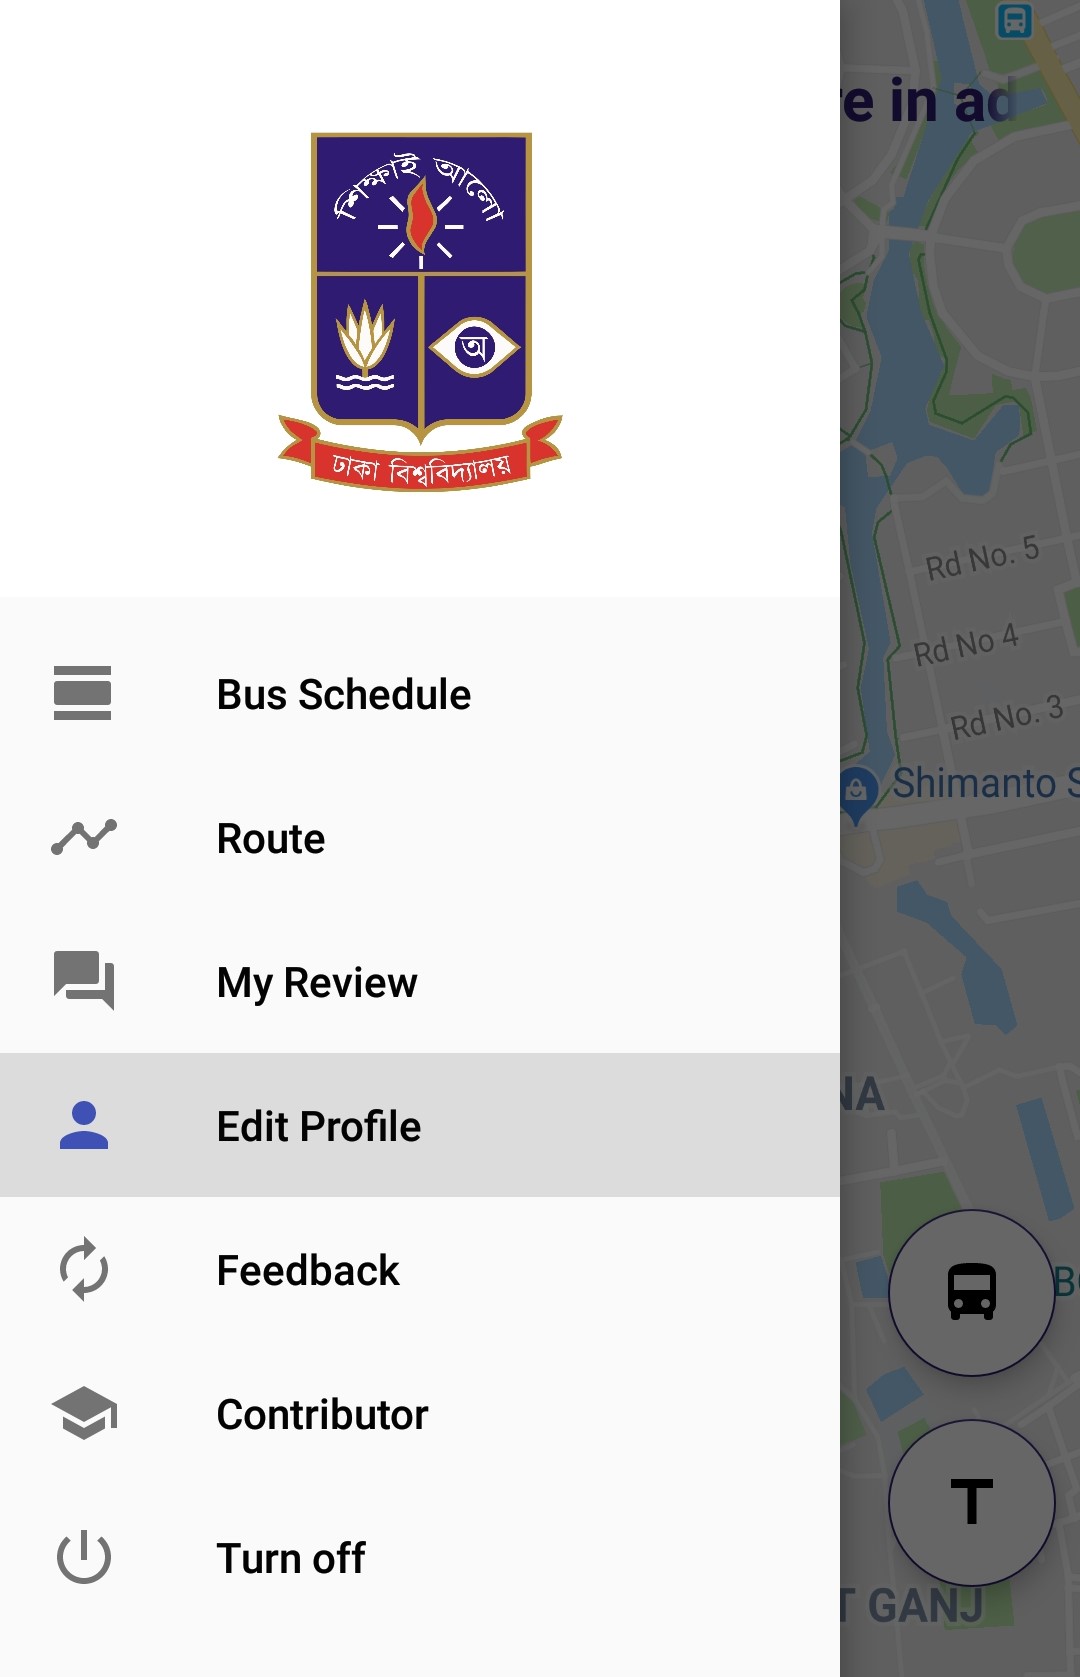 শিক্ষাই আলো
ঢাকা বিশ্ববিদ্যালয়
অ
Bus Schedule
Route
My Review
Edit Profile
Feedback
Contributor
Turn off
e in ad
Rd No. 5
Rd No 4
Rd No. 3
Shimanto S
NA
B
T
T GANJ